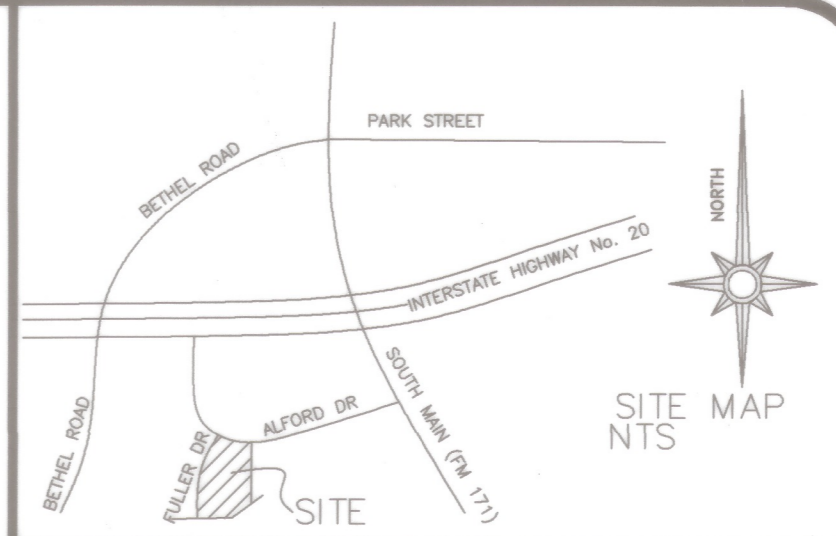 PARK STREET
BETHEL ROAD
NORTH
INTERSTATE HIGHWAY No. 20
SOUTH MAIN (FM 171)
ALFORD DR
BETHEL ROAD
FULLER DR
SITE
SITE MAP
NTS